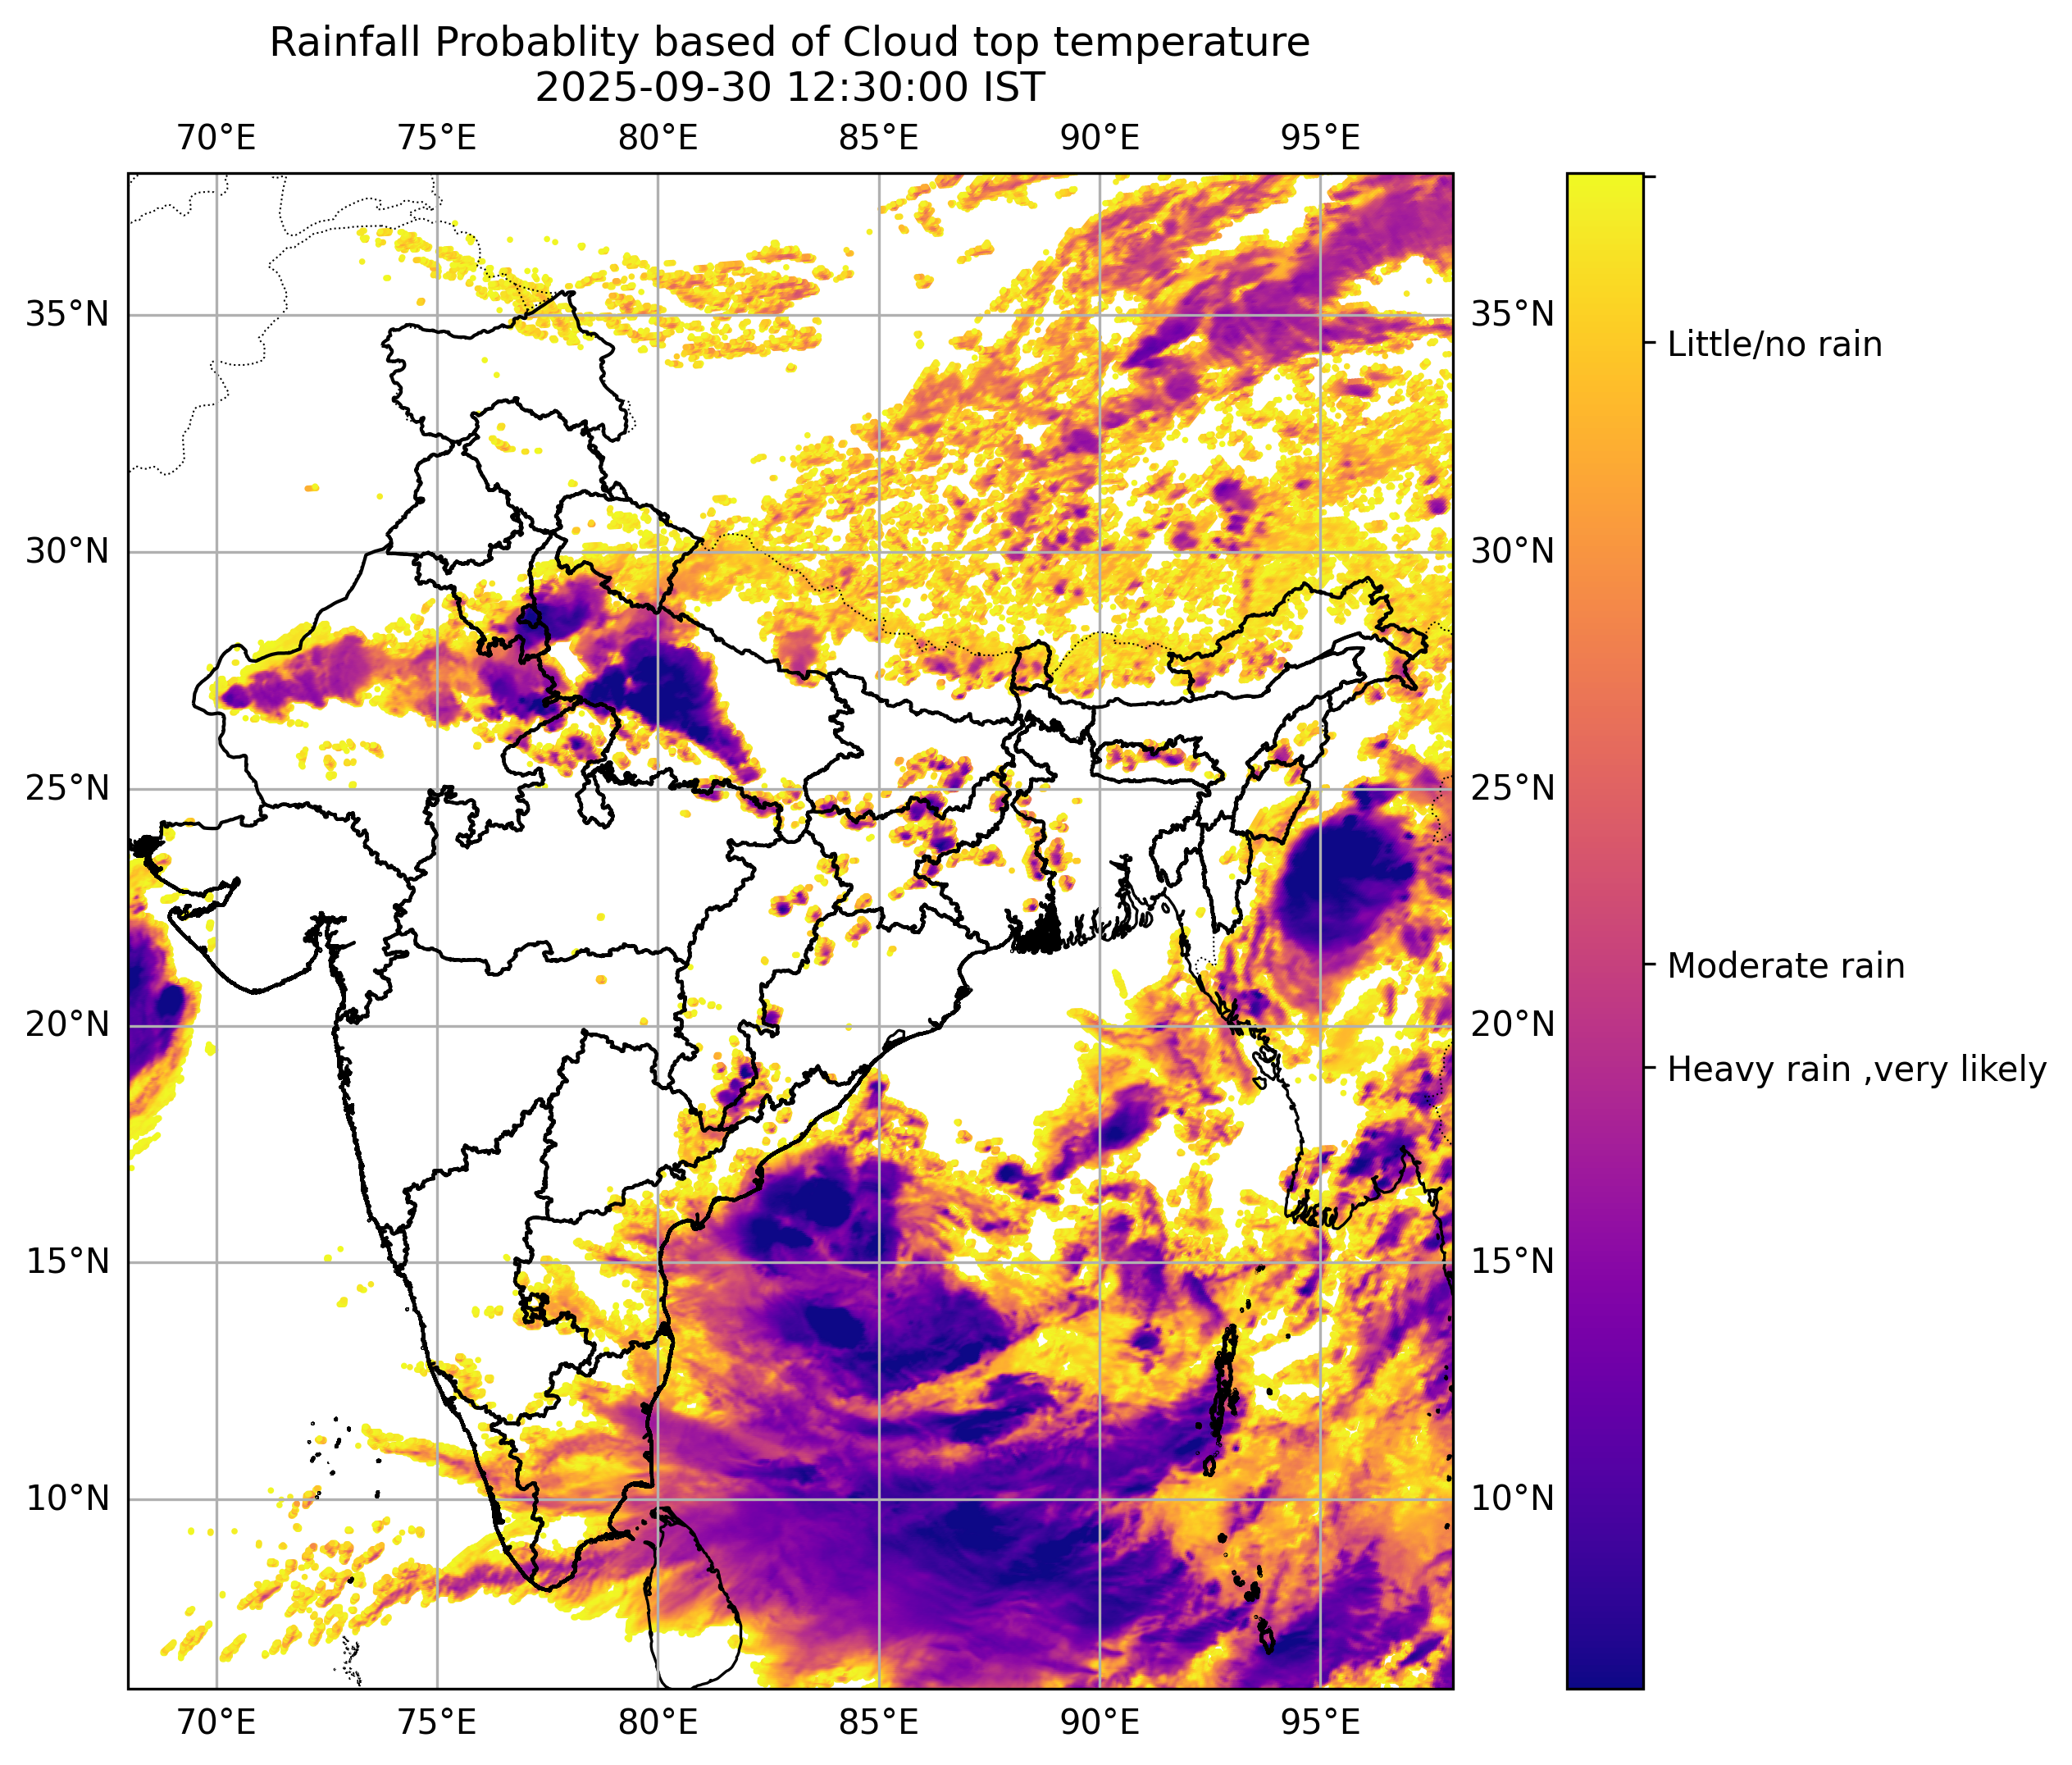 Rainfall Probablity based of Cloud top temperature
2025-09-30 12:30:00 IST
70°E 75°E 80°E 85°E 90°E 95°E
35°N 35°N
Little/no rain
30°N 30°N
25°N 25°N
Moderate rain
20°N 20°N
Heavy rain ,very likely
15°N 15°N
10°N 10°N
70°E 75°E 80°E 85°E 90°E 95°E